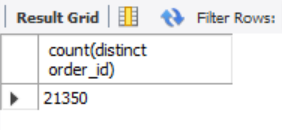 Result Grid Filter Rows:
count(distinct
order_id)
21350